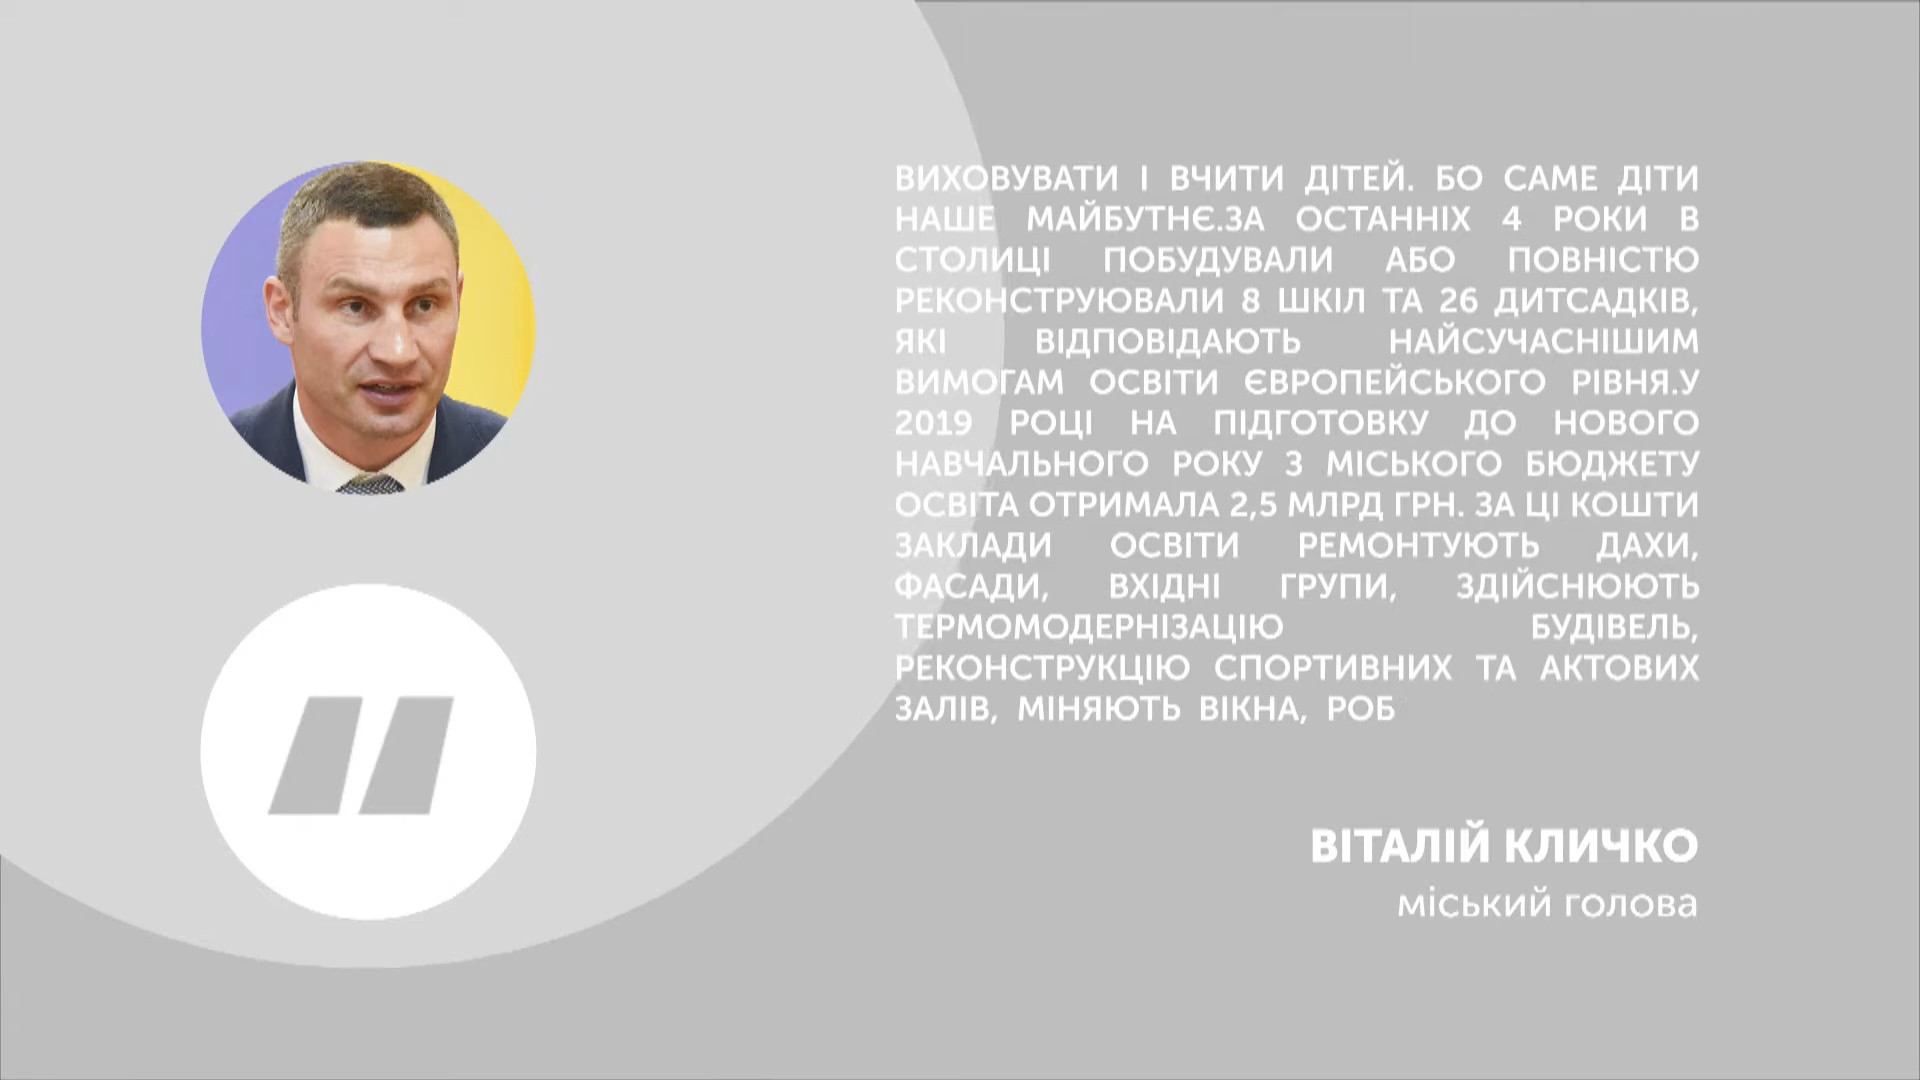 ВИХОВУВАТИ І ВЧИТИ ДІТЕЙ. БО САМЕ ДІТИ
НАШЕ МАЙБУТНЄ.ЗА ОСТАННІХ 4 РОКИ В
СТОЛИЦІ ПОБУДУВАЛИ АБО ПОВНІСТЮ
РЕКОНСТРУЮВАЛИ 8 ШКІЛ ТА 26 ДИТСАДКІВ,
ЯКІ ВІДПОВІДАЮТЬ НАЙСУЧАСНІШИМ
ВИМОГАМ ОСВІТИ ЄВРОПЕЙСЬКОГО РІВНЯ.У
2019 РОЦІ НА ПІДГОТОВКУ ДО НОВОГО
НАВЧАЛЬНОГО РОКУ З МІСЬКОГО БЮДЖЕТУ
ОСВІТА ОТРИМАЛА 2,5 МЛРД ГРН. ЗА ЦІ КОШТИ
ЗАКЛАДИ ОСВІТИ РЕМОНТУЮТЬ ДАХИ,
ФАСАДИ, ВХІДНІ ГРУПИ, ЗДІЙСНЮЮТЬ
ТЕРМОМОДЕРНІЗАЦІЮ БУДІВЕЛЬ,
РЕКОНСТРУКЦІЮ СПОРТИВНИХ ТА АКТОВИХ
ЗАЛІВ, МІНЯЮТЬ ВІКНА, РОБ
ВІТАЛІЙ КЛИЧКО
міський голова